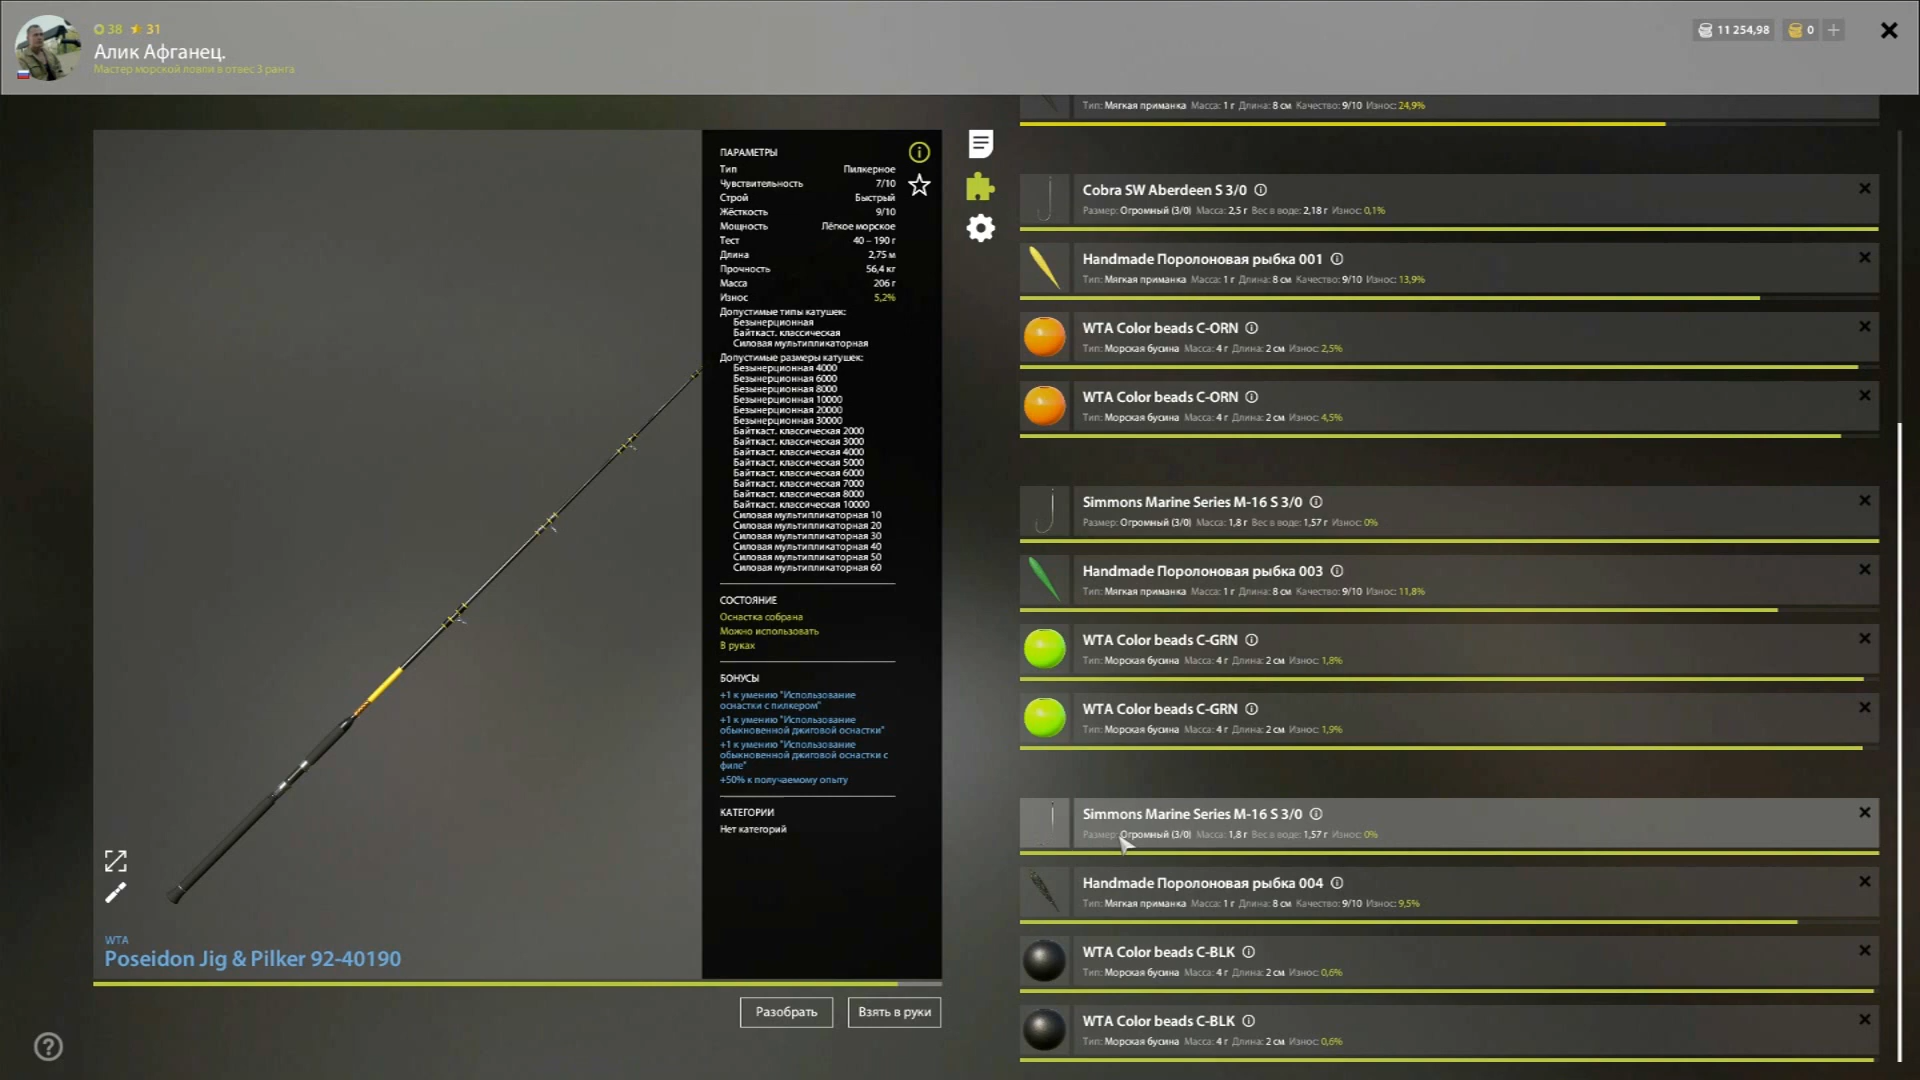 38 31
Алик Афганец.
Мастер морской ловли в отвес 3 ранга
11 254,98
0
ПАРАМЕТРЫ
Тип Пилкерное
Чувствительность 7/10
Строй Быстрый
Жёсткость 9/10
Мощность Лёгкое морское
Тест 40 – 190 г
Длина 2,75 м
Прочность 56,4 кг
Масса 206 г
Износ 5,2%
Допустимые типы катушек:
Безынерционная
Байткаст. классическая
Силовая мультипликаторная
Допустимые размеры катушек:
Безынерционная 4000
Безынерционная 6000
Безынерционная 8000
Безынерционная 10000
Безынерционная 20000
Безынерционная 30000
Байткаст. классическая 2000
Байткаст. классическая 3000
Байткаст. классическая 4000
Байткаст. классическая 5000
Байткаст. классическая 6000
Байткаст. классическая 7000
Байткаст. классическая 8000
Байткаст. классическая 10000
Силовая мультипликаторная 10
Силовая мультипликаторная 20
Силовая мультипликаторная 30
Силовая мультипликаторная 40
Силовая мультипликаторная 50
Силовая мультипликаторная 60
СОСТОЯНИЕ
Оснастка собрана
Можно использовать
В руках
БОНУСЫ
+1 к умению "Использование
оснастки с пилкером"
+1 к умению "Использование
обыкновенной джиговой оснастки"
+1 к умению "Использование
обыкновенной джиговой оснастки с
филе"
+50% к получаемому опыту
КАТЕГОРИИ
Нет категорий
WTA
Poseidon Jig & Pilker 92-40190
Разобрать
Взять в руки
Тип: Мягкая приманка Масса: 1 г Длина: 8 см Качество: 9/10 Износ: 24,9%
Cobra SW Aberdeen S 3/0
Размер: Огромный (3/0) Масса: 2,5 г Вес в воде: 2,18 г Износ: 0,1%
Handmade Поролоновая рыбка 001
Тип: Мягкая приманка Масса: 1 г Длина: 8 см Качество: 9/10 Износ: 13,9%
WTA Color beads C-ORN
Тип: Морская бусина Масса: 4 г Длина: 2 см Износ: 2,5%
WTA Color beads C-ORN
Тип: Морская бусина Масса: 4 г Длина: 2 см Износ: 4,5%
Simmons Marine Series M-16 S 3/0
Размер: Огромный (3/0) Масса: 1,8 г Вес в воде: 1,57 г Износ: 0%
Handmade Поролоновая рыбка 003
Тип: Мягкая приманка Масса: 1 г Длина: 8 см Качество: 9/10 Износ: 11,8%
WTA Color beads C-GRN
Тип: Морская бусина Масса: 4 г Длина: 2 см Износ: 1,8%
WTA Color beads C-GRN
Тип: Морская бусина Масса: 4 г Длина: 2 см Износ: 1,9%
Simmons Marine Series M-16 S 3/0
Размер: Огромный (3/0) Масса: 1,8 г Вес в воде: 1,57 г Износ: 0%
Handmade Поролоновая рыбка 004
Тип: Мягкая приманка Масса: 1 г Длина: 8 см Качество: 9/10 Износ: 9,5%
WTA Color beads C-BLK
Тип: Морская бусина Масса: 4 г Длина: 2 см Износ: 0,6%
WTA Color beads C-BLK
Тип: Морская бусина Масса: 4 г Длина: 2 см Износ: 0,6%